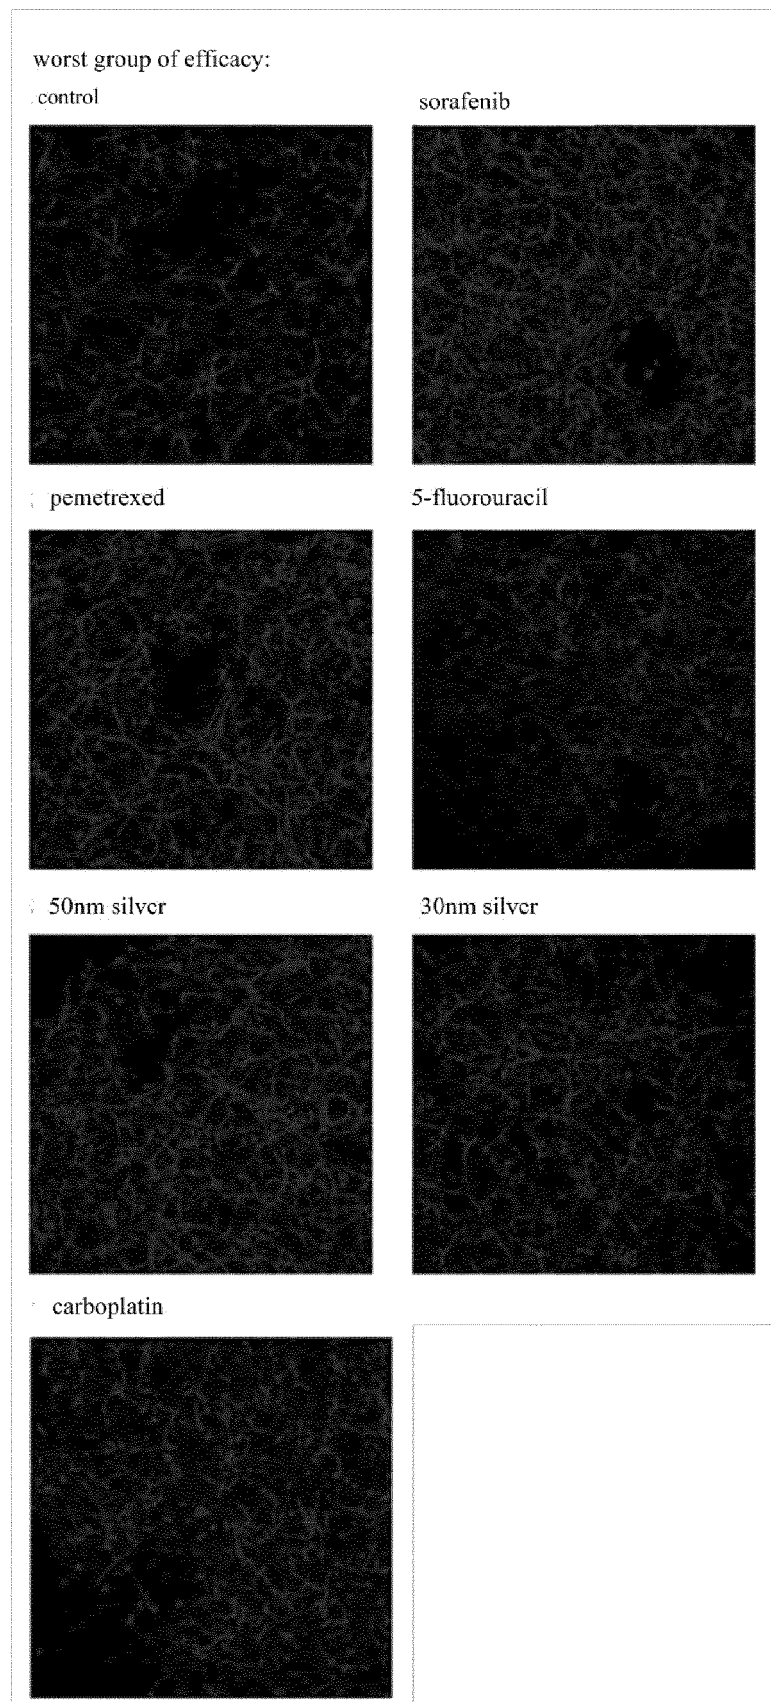 worst group of efficacy:
control
sorafenib
pemetrexed
5-fluorouracil
50nm silver
30nm silver
carboplatin